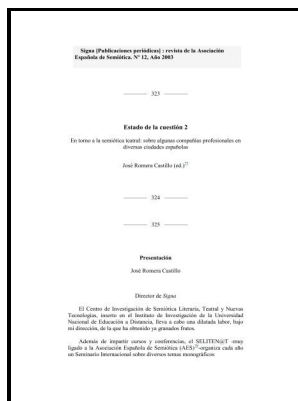 Signa [Publicaciones periódicas] : revista de la Asociación
Española de Semiótica. Nº 12, Año 2003
323
Estado de la cuestión 2
En torno a la semiótica teatral: sobre algunas compañías profesionales en
diversas ciudades españolas
José Romera Castillo (ed.)
324
325
Presentación
José Romera Castillo
Director de Signa
El Centro de Investigación de Semiótica Literaria, Teatral y Nuevas
Tecnologías, inserto en el Instituto de Investigación de la Universidad
Nacional de Educación a Distancia, lleva a cabo una dilatada labor, bajo
mi dirección, de la que ha obtenido ya granados frutos.
Además de impartir cursos y conferencias, el SELITEN@T -muy
ligado a la Asociación Española de Semiótica (AES)- organiza cada año
un Seminario Internacional sobre diversos temas monográficos